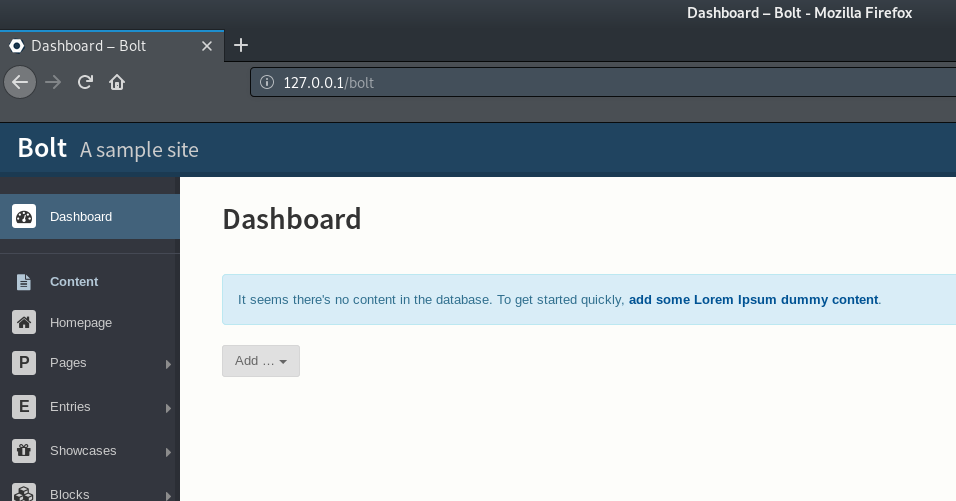 Dashboard – Bolt - Mozilla Firefox
Dashboard – Bolt
127.0.0.1/bolt
Bolt A sample site
Dashboard
Dashboard
Content
It seems there's no content in the database. To get started quickly, add some Lorem Ipsum dummy content.
Homepage
Add ...
P Pages
E Entries
Showcases
Blocks